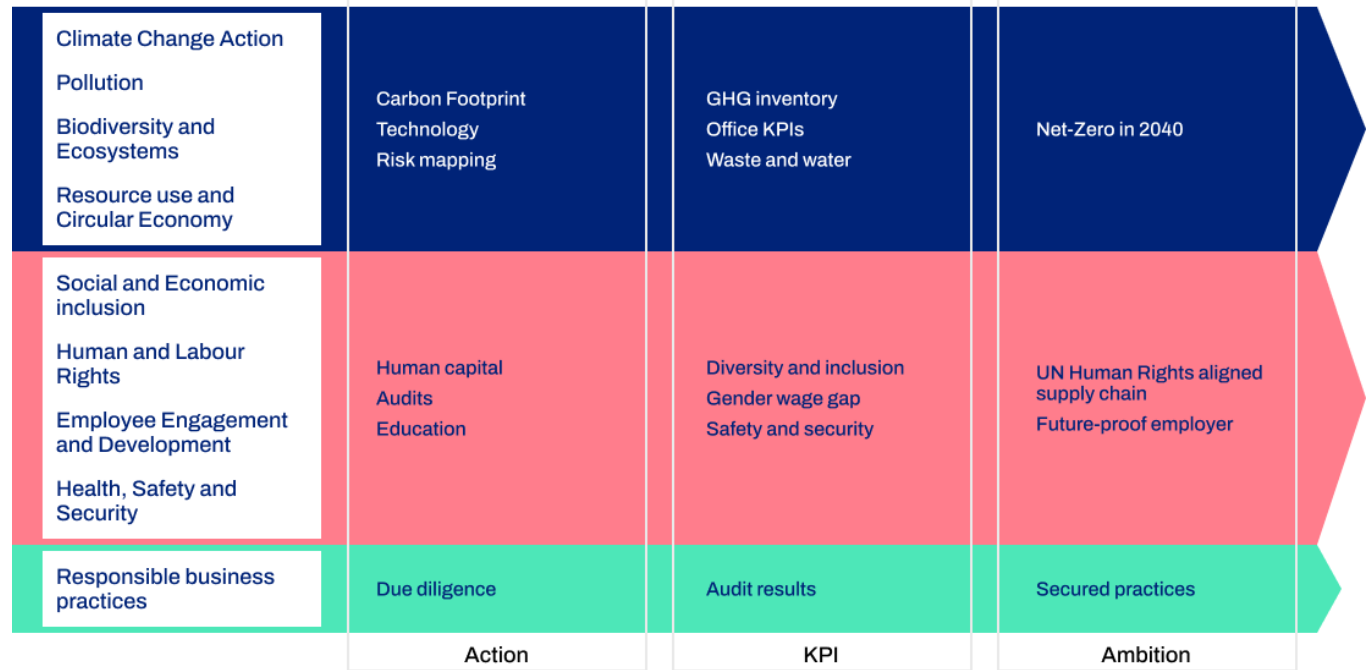 Climate Change Action
Pollution
Biodiversity and
Ecosystems
Resource use and
Circular Economy
Carbon Footprint
Technology
Risk mapping
GHG inventory
Office KPIs
Waste and water
Net-Zero in 2040
Social and Economic
inclusion
Human and Labour
Rights
Employee Engagement
and Development
Health, Safety and
Security
Human capital
Audits
Education
Diversity and inclusion
Gender wage gap
Safety and security
UN Human Rights aligned
supply chain
Future-proof employer
Responsible business
practices
Due diligence
Audit results
Secured practices
Action
KPI
Ambition